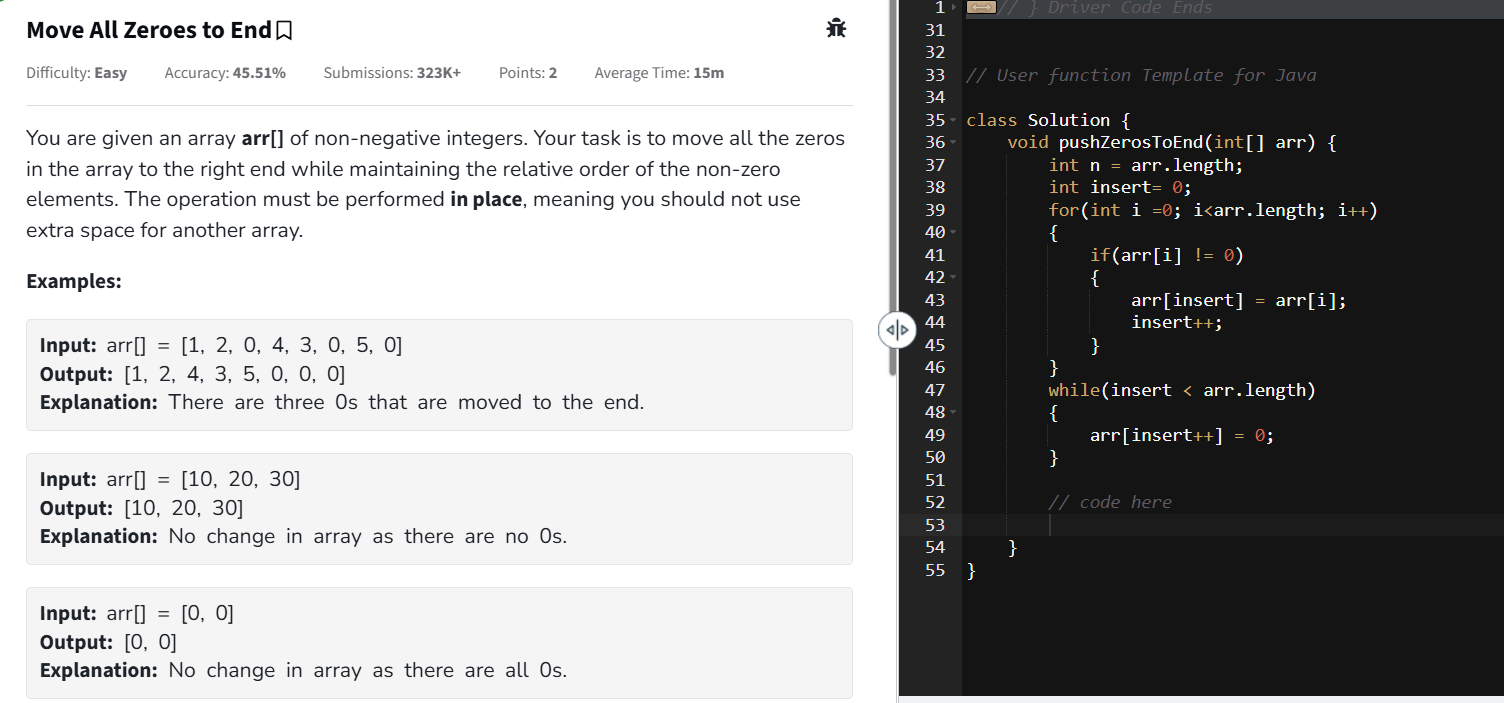 Move All Zeroes to End
Difficulty: Easy Accuracy: 45.51% Submissions: 323K+ Points: 2 Average Time: 15m
You are given an array arr[] of non-negative integers. Your task is to move all the zeros
in the array to the right end while maintaining the relative order of the non-zero
elements. The operation must be performed in place, meaning you should not use
extra space for another array.
Examples:
Input: arr[] = [1, 2, 0, 4, 3, 0, 5, 0]
Output: [1, 2, 4, 3, 5, 0, 0, 0]
Explanation: There are three 0s that are moved to the end.
Input: arr[] = [10, 20, 30]
Output: [10, 20, 30]
Explanation: No change in array as there are no 0s.
Input: arr[] = [0, 0]
Output: [0, 0]
Explanation: No change in array as there are all 0s.
1 // } Driver Code Ends
31
32
33 // User function Template for Java
34
35 class Solution {
36 void pushZerosToEnd(int[] arr) {
37 int n = arr.length;
38 int insert= 0;
39 for(int i =0; i<arr.length; i++)
40 {
41 if(arr[i] != 0)
42 {
43 arr[insert] = arr[i];
44 insert++;
45 }
46 }
47 while(insert < arr.length)
48 {
49 arr[insert++] = 0;
50 }
51
52 // code here
53
54 }
55 }